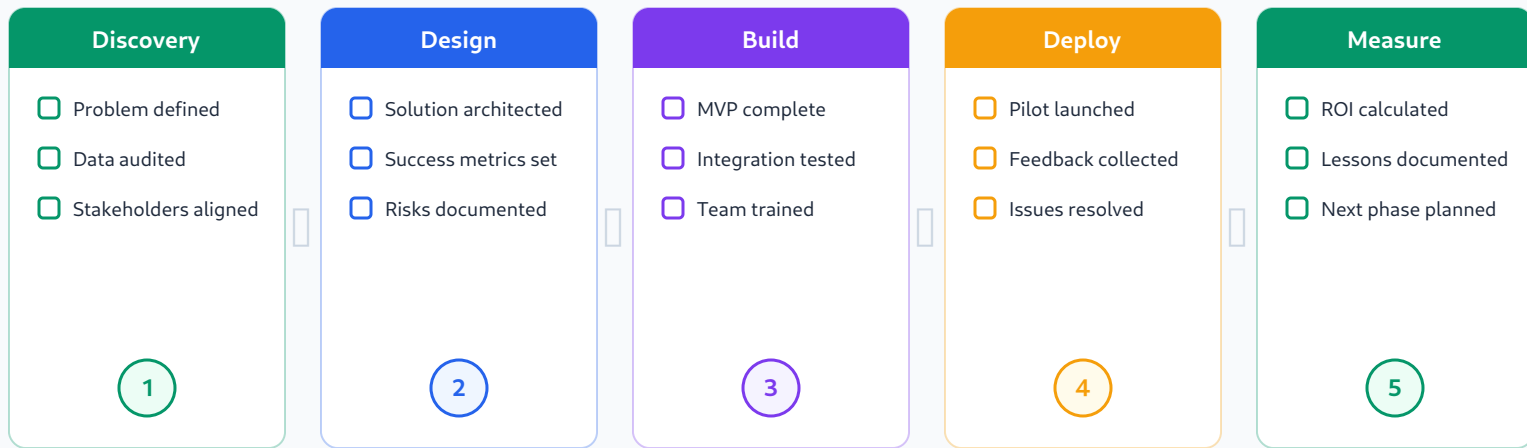 Discovery
Problem defined
Data audited
Stakeholders aligned
1
Design
Solution architected
Success metrics set
Risks documented
2
Build
MVP complete
Integration tested
Team trained
3
Deploy
Pilot launched
Feedback collected
Issues resolved
4
Measure
ROI calculated
Lessons documented
Next phase planned
5